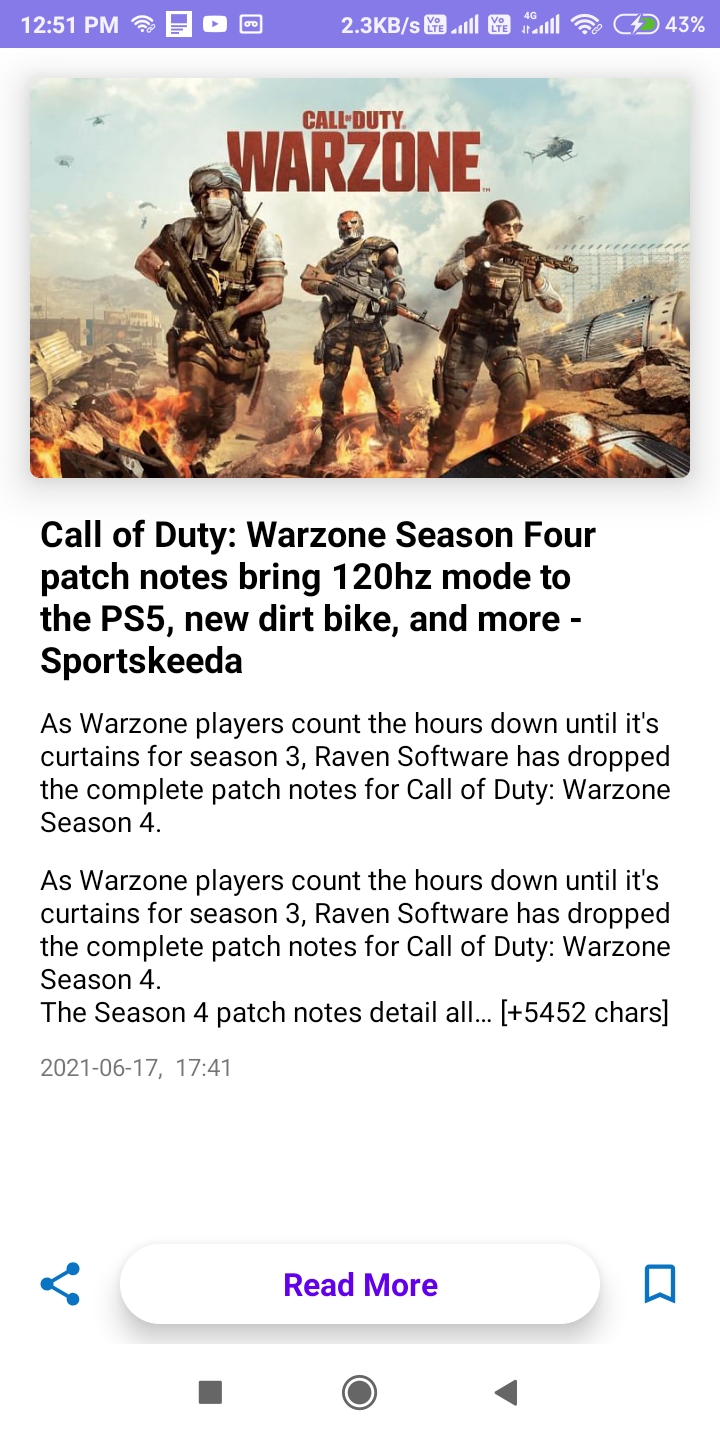 12:51 PM 2.3KB/s Vo LTE Vo LTE 4G 43%
CALL OF DUTY
WARZONE™
Call of Duty: Warzone Season Four
patch notes bring 120hz mode to
the PS5, new dirt bike, and more -
Sportskeeda
As Warzone players count the hours down until it's
curtains for season 3, Raven Software has dropped
the complete patch notes for Call of Duty: Warzone
Season 4.
As Warzone players count the hours down until it's
curtains for season 3, Raven Software has dropped
the complete patch notes for Call of Duty: Warzone
Season 4.
The Season 4 patch notes detail all… [+5452 chars]
2021-06-17, 17:41
Read More